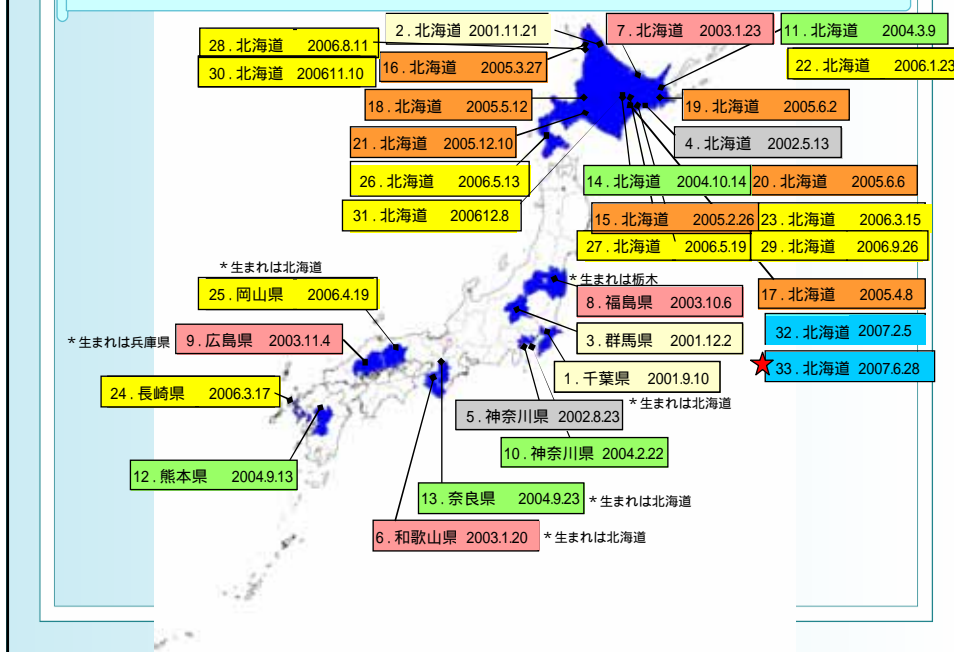 2 . 北海道 2001.11.21
7 . 北海道 2003.1.23
11 . 北海道 2004.3.9
28 . 北海道 2006.8.11
16 . 北海道 2005.3.27
22 . 北海道 2006.1.23
30 . 北海道 200611.10
18 . 北海道 2005.5.12
19 . 北海道 2005.6.2
21 . 北海道 2005.12.10
4 . 北海道 2002.5.13
26 . 北海道 2006.5.13
14 . 北海道 2004.10.14
20 . 北海道 2005.6.6
31 . 北海道 200612.8
15 . 北海道 2005.2.26
23 . 北海道 2006.3.15
27 . 北海道 2006.5.19
29 . 北海道 2006.9.26
17 . 北海道 2005.4.8
*生まれは北海道
25 . 岡山県 2006.4.19
*生まれは栃木
8 . 福島県 2003.10.6
32 . 北海道 2007.2.5
*生まれは兵庫県
9 . 広島県 2003.11.4
3 . 群馬県 2001.12.2
33 . 北海道 2007.6.28
24 . 長崎県 2006.3.17
1 . 千葉県 2001.9.10
*生まれは北海道
5 . 神奈川県 2002.8.23
10 . 神奈川県 2004.2.22
12 . 熊本県 2004.9.13
13 . 奈良県 2004.9.23
*生まれは北海道
6 . 和歌山県 2003.1.20
*生まれは北海道